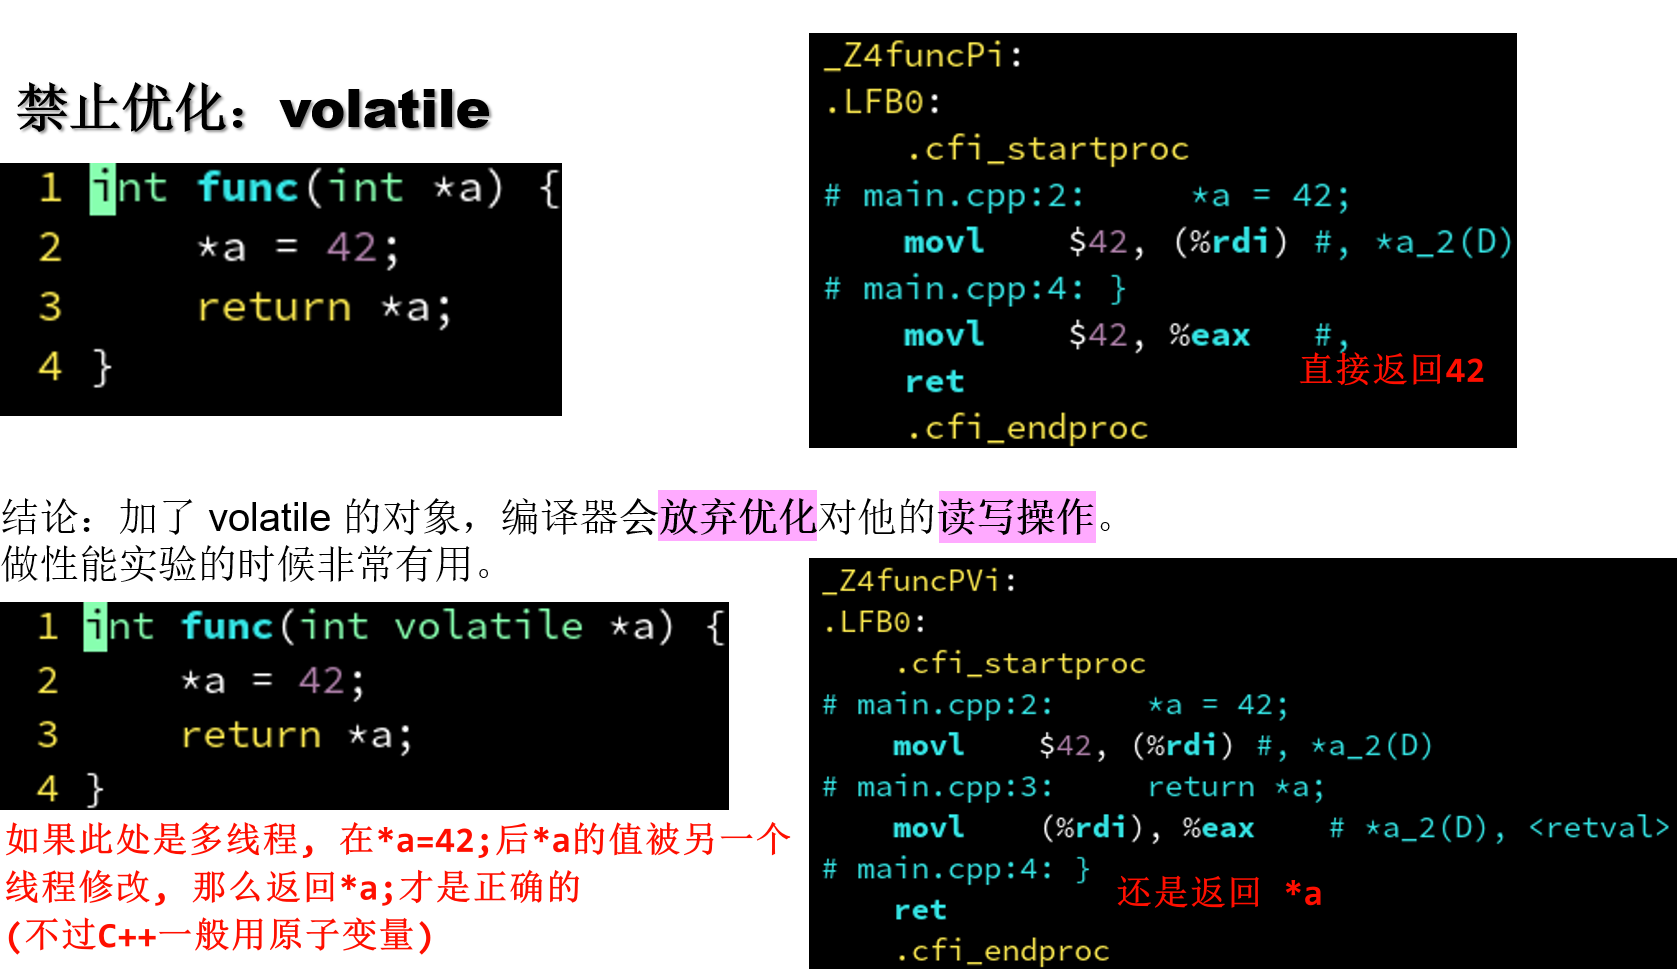 禁止优化：volatile
1 int func(int *a) {
2 *a = 42;
3 return *a;
4 }
_Z4funcPi:
.LFB0:
.cfi_startproc
# main.cpp:2: *a = 42;
movl $42, (%rdi) #, *a_2(D)
# main.cpp:4: }
movl $42, %eax #,
直接返回42
ret
.cfi_endproc
结论：加了 volatile 的对象，编译器会放弃优化对他的读写操作。
做性能实验的时候非常有用。
1 int func(int volatile *a) {
2 *a = 42;
3 return *a;
4 }
如果此处是多线程, 在*a=42;后*a的值被另一个
线程修改, 那么返回*a;才是正确的
(不过C++一般用原子变量)
_Z4funcPVi:
.LFB0:
.cfi_startproc
# main.cpp:2: *a = 42;
movl $42, (%rdi) #, *a_2(D)
# main.cpp:3: return *a;
movl (%rdi), %eax # *a_2(D), <retval>
# main.cpp:4: }
还是返回 *a
ret
.cfi_endproc